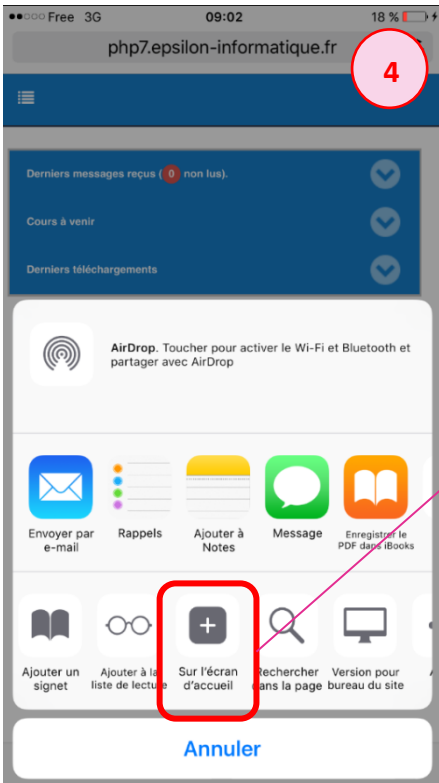 Free 3G 09:02 18 %
php7.epsilon-informatique.fr
4
Derniers messages reçus ( 0 non lus).
Cours à venir
Derniers téléchargements
AirDrop. Toucher pour activer le Wi-Fi et Bluetooth et
partager avec AirDrop
Envoyer par
e-mail
Rappels
Ajouter à
Notes
Message
Enregistrer le
PDF dans iBooks
Ajouter un
signet
Ajouter à la
liste de lecture
Sur l'écran
d'accueil
Rechercher
dans la page
Version pour
bureau du site
Annuler